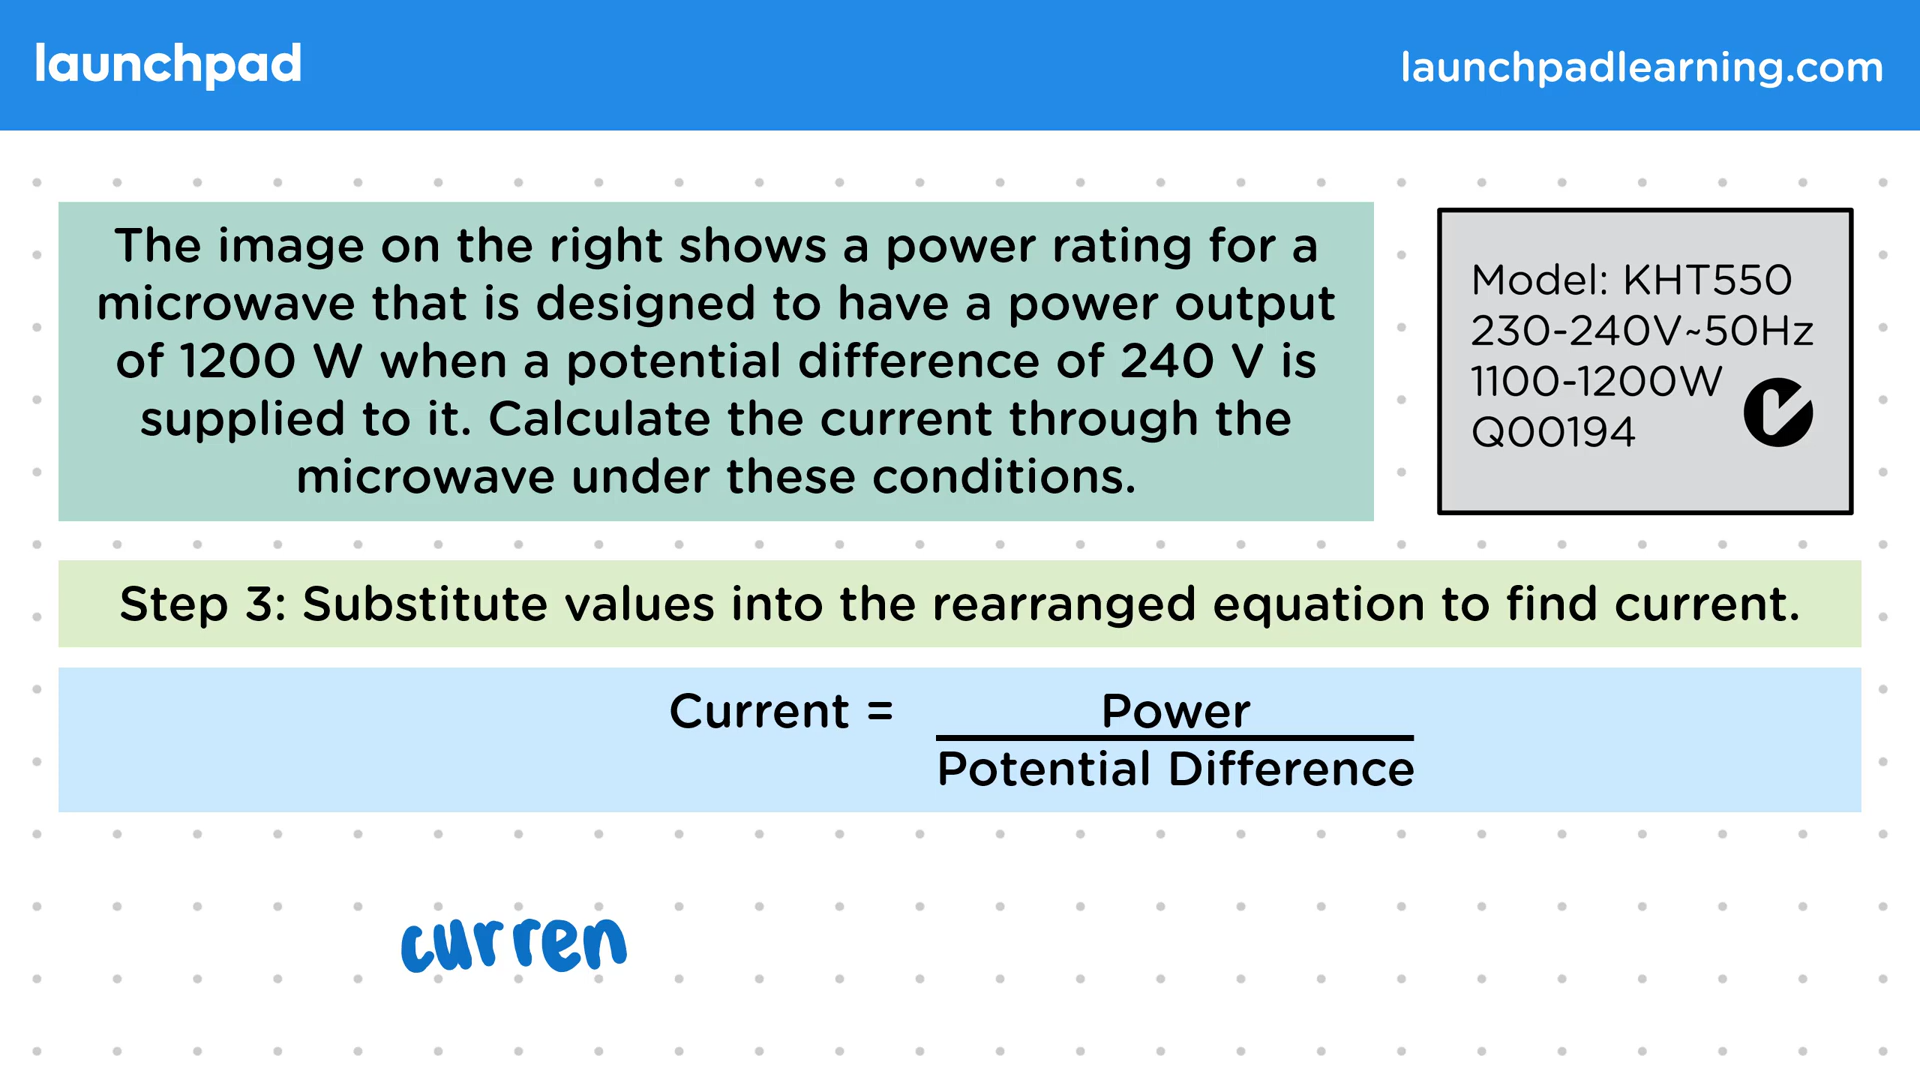 launchpad
launchpadlearning.com
The image on the right shows a power rating for a
microwave that is designed to have a power output
of 1200 W when a potential difference of 240 V is
supplied to it. Calculate the current through the
microwave under these conditions.
Model: KHT550
230-240V~50Hz
1100-1200W
Q00194
Step 3: Substitute values into the rearranged equation to find current.
Current = Power
Potential Difference
curren